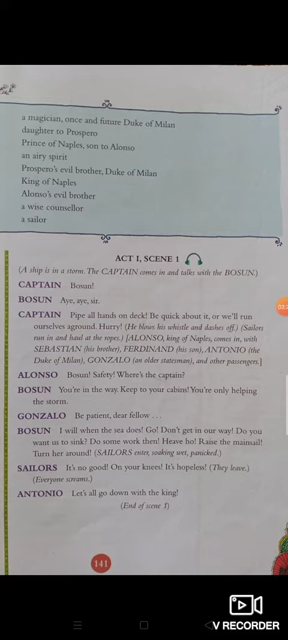 a magician, once and future Duke of Milan
daughter to Prospero
Prince of Naples, son to Alonso
an airy spirit
Prospero's evil brother, Duke of Milan
King of Naples
Alonso's evil brother
a wise counsellor
a sailor
ACT I, SCENE 1
(A ship is in a storm. The CAPTAIN comes in and talks with the BOSUN)
CAPTAIN Bosun!
BOSUN Aye, aye, sir.
CAPTAIN Pipe all hands on deck! Be quick about it, or we'll run
ourselves aground. Hurry! (He blows his whistle and dashes off.) (Sailors
run in and haul at the ropes.) [ALONSO, king of Naples, comes in, with
SEBASTIAN (his brother), FERDINAND (his son), ANTONIO (the
Duke of Milan), GONZALO (an older statesman), and other passengers.]
ALONSO Bosun! Safety! Where's the captain?
BOSUN You're in the way. Keep to your cabins! You're only helping
the storm.
GONZALO Be patient, dear fellow . . .
BOSUN I will when the sea does! Go! Don't get in our way! Do you
want us to sink? Do some work then! Heave ho! Raise the mainsail!
Turn her around! (SAILORS enter, soaking wet, panicked.)
SAILORS It's no good! On your knees! It's hopeless! (They leave.)
(Everyone screams.)
ANTONIO Let's all go down with the king!
(End of scene 1)
141
V RECORDER